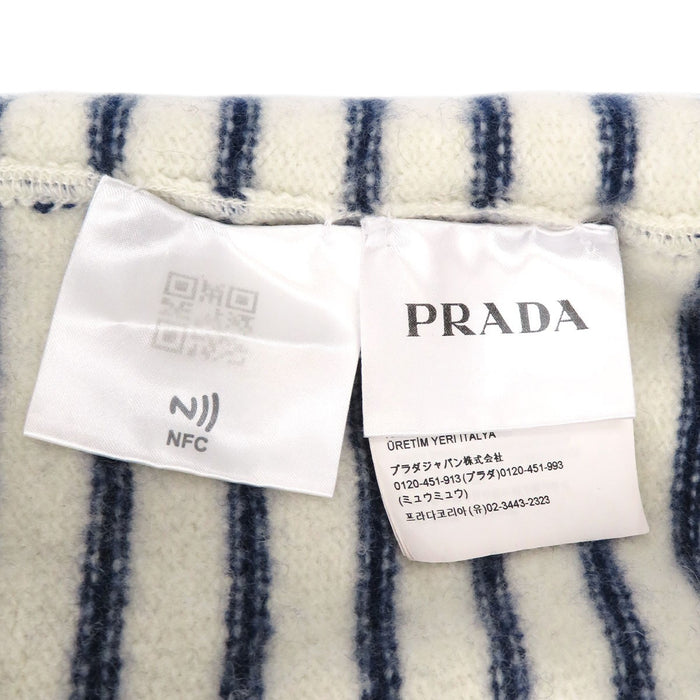 NFC
PRADA
ÜRETİM YERİ İTALYA
プラダジャパン株式会社
0120-451-913(プラダ)0120-451-993
(ミュウミュウ)
프라다코리아(유)02-3443-2323